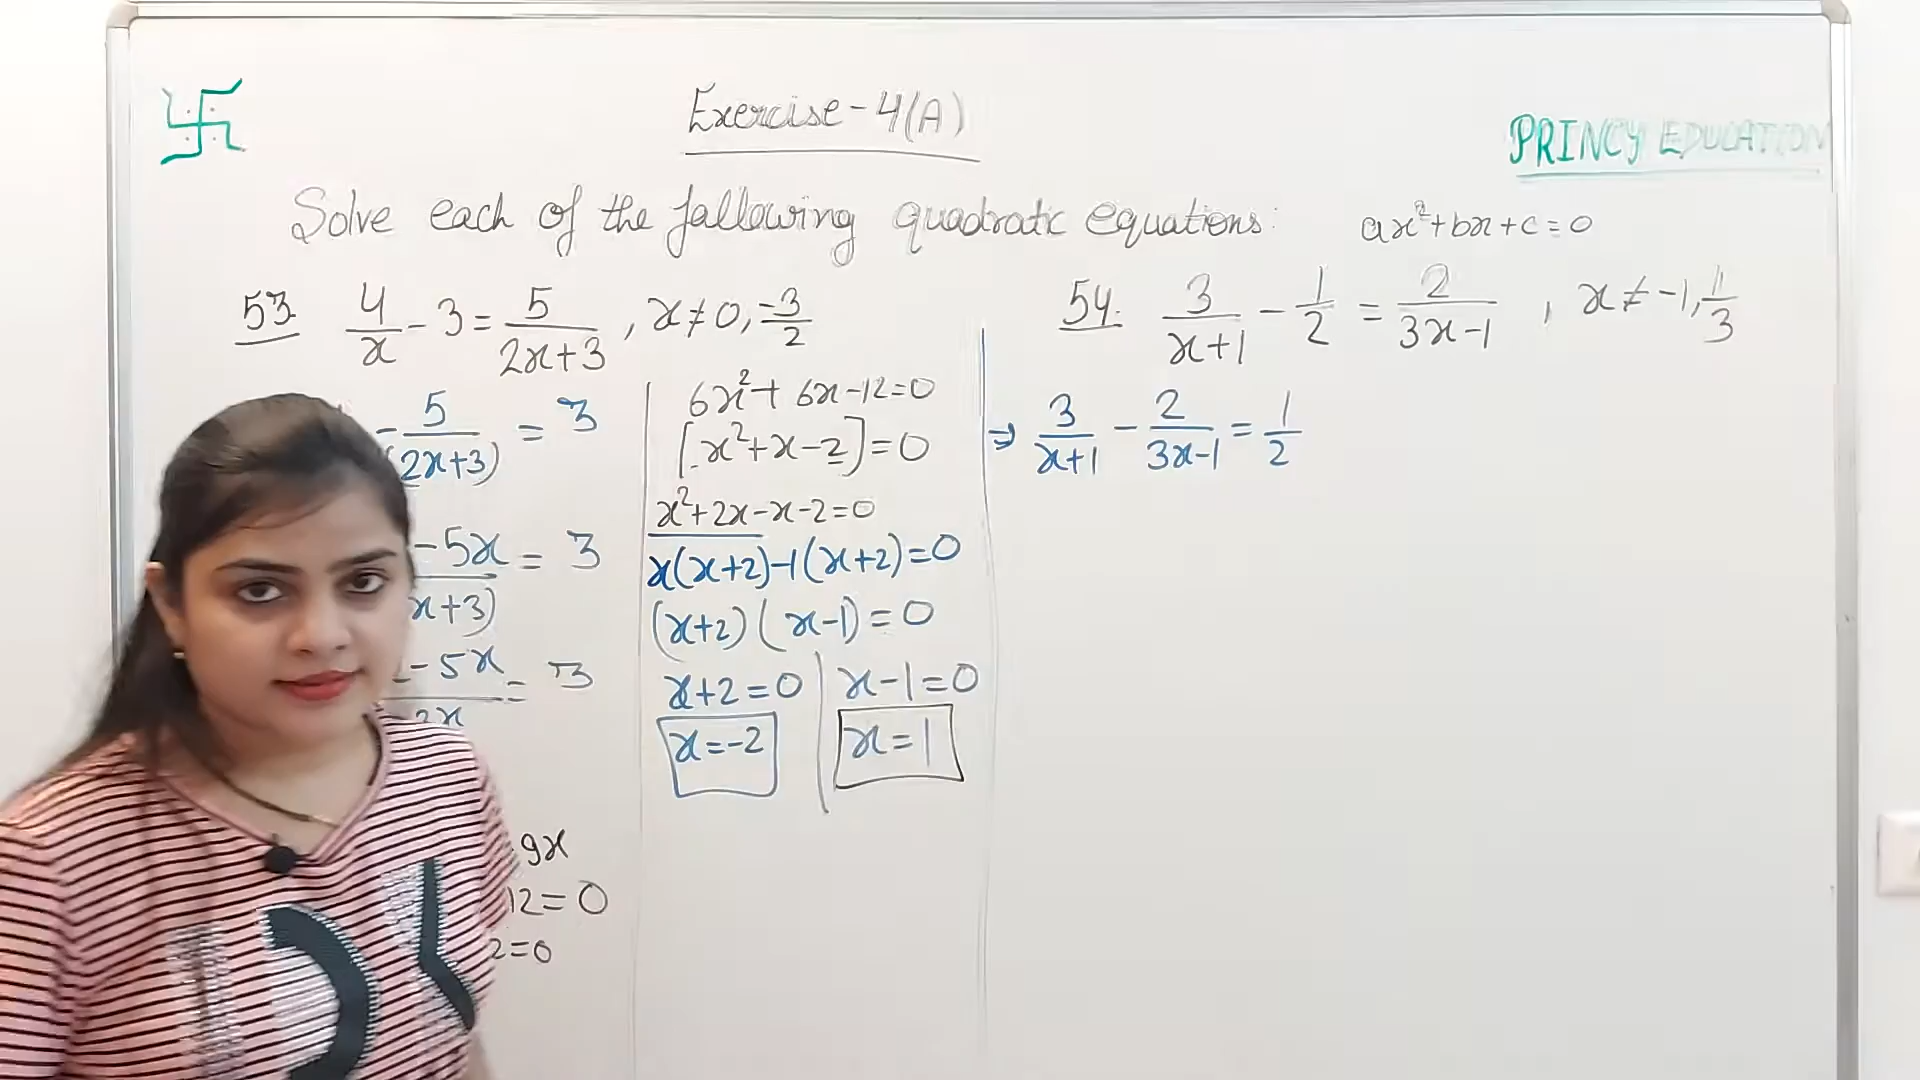 Exercise-4(A)
PRINCY EDUCATION
Solve each of the following quadratic equations: ax²+bx+c=0
53. 4/x - 3 = 5/(2x+3), x≠0, -3/2
- 5/(2x+3) = 3
-5x = 3
x+3)
-5x = 3
2x
9x
12=0
2=0
6x²+6x-12=0
[x²+x-2]=0
x²+2x-x-2=0
x(x+2)-1(x+2)=0
(x+2)(x-1)=0
x+2=0 | x-1=0
x=-2 | x=1
54. 3/(x+1) - 1/2 = 2/(3x-1), x≠-1, 1/3
⇒ 3/(x+1) - 2/(3x-1) = 1/2